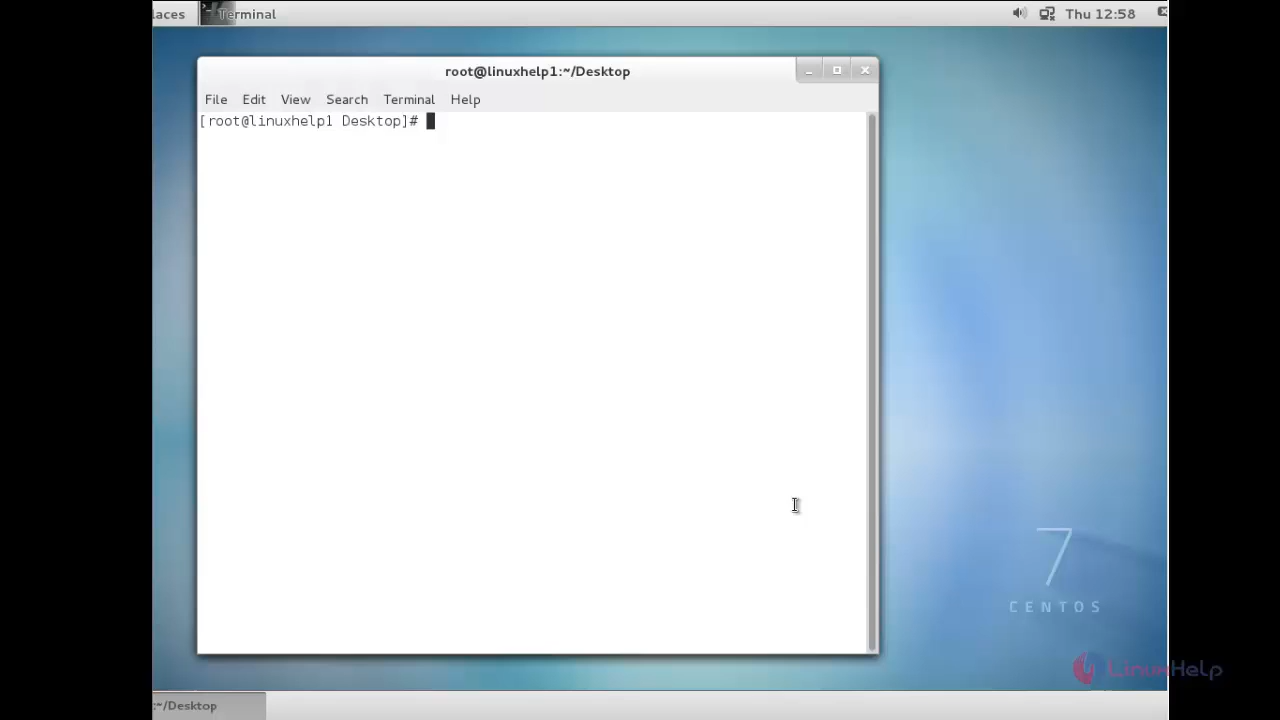 laces Terminal Thu 12:58
root@linuxhelp1:~/Desktop
File Edit View Search Terminal Help
[root@linuxhelp1 Desktop]#
7
CENTOS
LinuxHelp
:~/Desktop